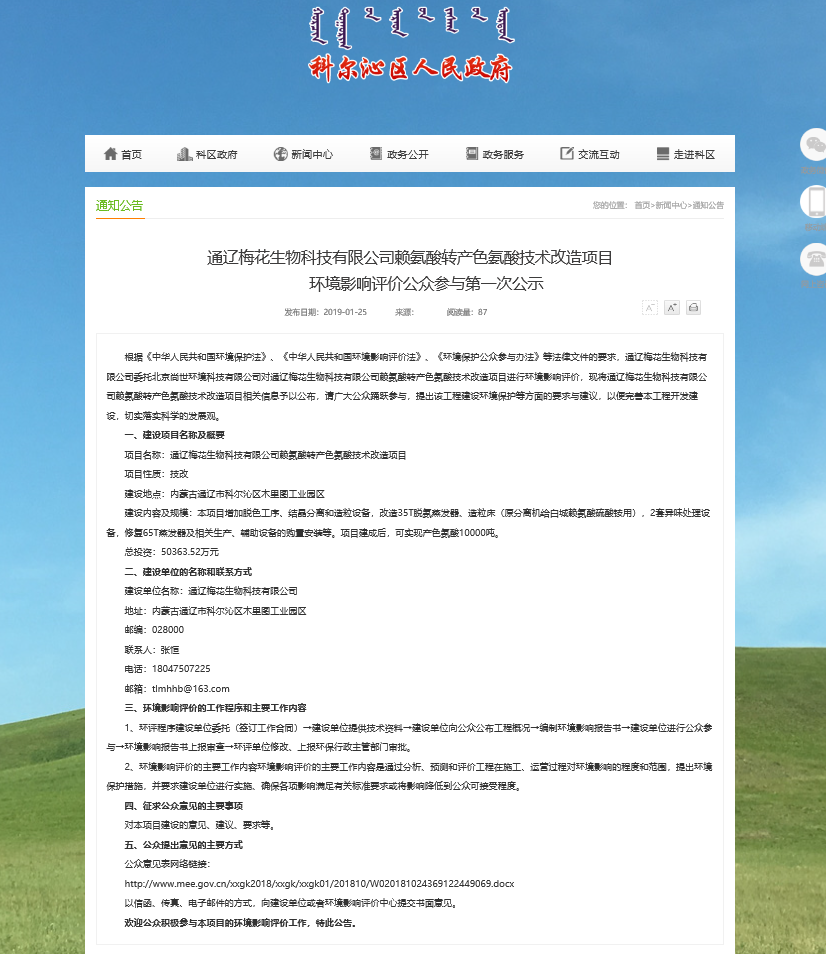 科尔沁区人民政府
首页 科区政府 新闻中心 政务公开 政务服务 交流互动 走进科区
通知公告
您的位置： 首页>新闻中心>通知公告
通辽梅花生物科技有限公司赖氨酸转产色氨酸技术改造项目
环境影响评价公众参与第一次公示
发布日期：2019-01-25 来源： 阅读量：87
A- A+
根据《中华人民共和国环境保护法》、《中华人民共和国环境影响评价法》、《环境保护公众参与办法》等法律文件的要求，通辽梅花生物科技有
限公司委托北京尚世环境科技有限公司对通辽梅花生物科技有限公司赖氨酸转产色氨酸技术改造项目进行环境影响评价，现将通辽梅花生物科技有限公
司赖氨酸转产色氨酸技术改造项目相关信息予以公布，请广大公众踊跃参与，提出该工程建设环境保护等方面的要求与建议，以便完善本工程开发建
设，切实落实科学的发展观。
一、建设项目名称及概要
项目名称：通辽梅花生物科技有限公司赖氨酸转产色氨酸技术改造项目
项目性质：技改
建设地点：内蒙古通辽市科尔沁区木里图工业园区
建设内容及规模：本项目增加脱色工序、结晶分离和造粒设备，改造35T脱氨蒸发器、造粒床（原分离机给白城赖氨酸硫酸铵用），2套异味处理设
备，修复65T蒸发器及相关生产、辅助设备的购置安装等。项目建成后，可实现产色氨酸10000吨。
总投资：50363.52万元
二、建设单位的名称和联系方式
建设单位名称：通辽梅花生物科技有限公司
地址：内蒙古通辽市科尔沁区木里图工业园区
邮编：028000
联系人：张恒
电话：18047507225
邮箱：tlmhhb@163.com
三、环境影响评价的工作程序和主要工作内容
1、环评程序建设单位委托（签订工作合同）→建设单位提供技术资料→建设单位向公众公布工程概况→编制环境影响报告书→建设单位进行公众参
与→环境影响报告书上报审查→环评单位修改、上报环保行政主管部门审批。
2、环境影响评价的主要工作内容环境影响评价的主要工作内容是通过分析、预测和评价工程在施工、运营过程对环境影响的程度和范围，提出环境
保护措施，并要求建设单位进行实施、确保各项影响满足有关标准要求或将影响降低到公众可接受程度。
四、征求公众意见的主要事项
对本项目建设的意见、建议、要求等。
五、公众提出意见的主要方式
公众意见表网络链接：
http://www.mee.gov.cn/xxgk2018/xxgk/xxgk01/201810/W020181024369122449069.docx
以信函、传真、电子邮件的方式，向建设单位或者环境影响评价中心提交书面意见。
欢迎公众积极参与本项目的环境影响评价工作，特此公告。